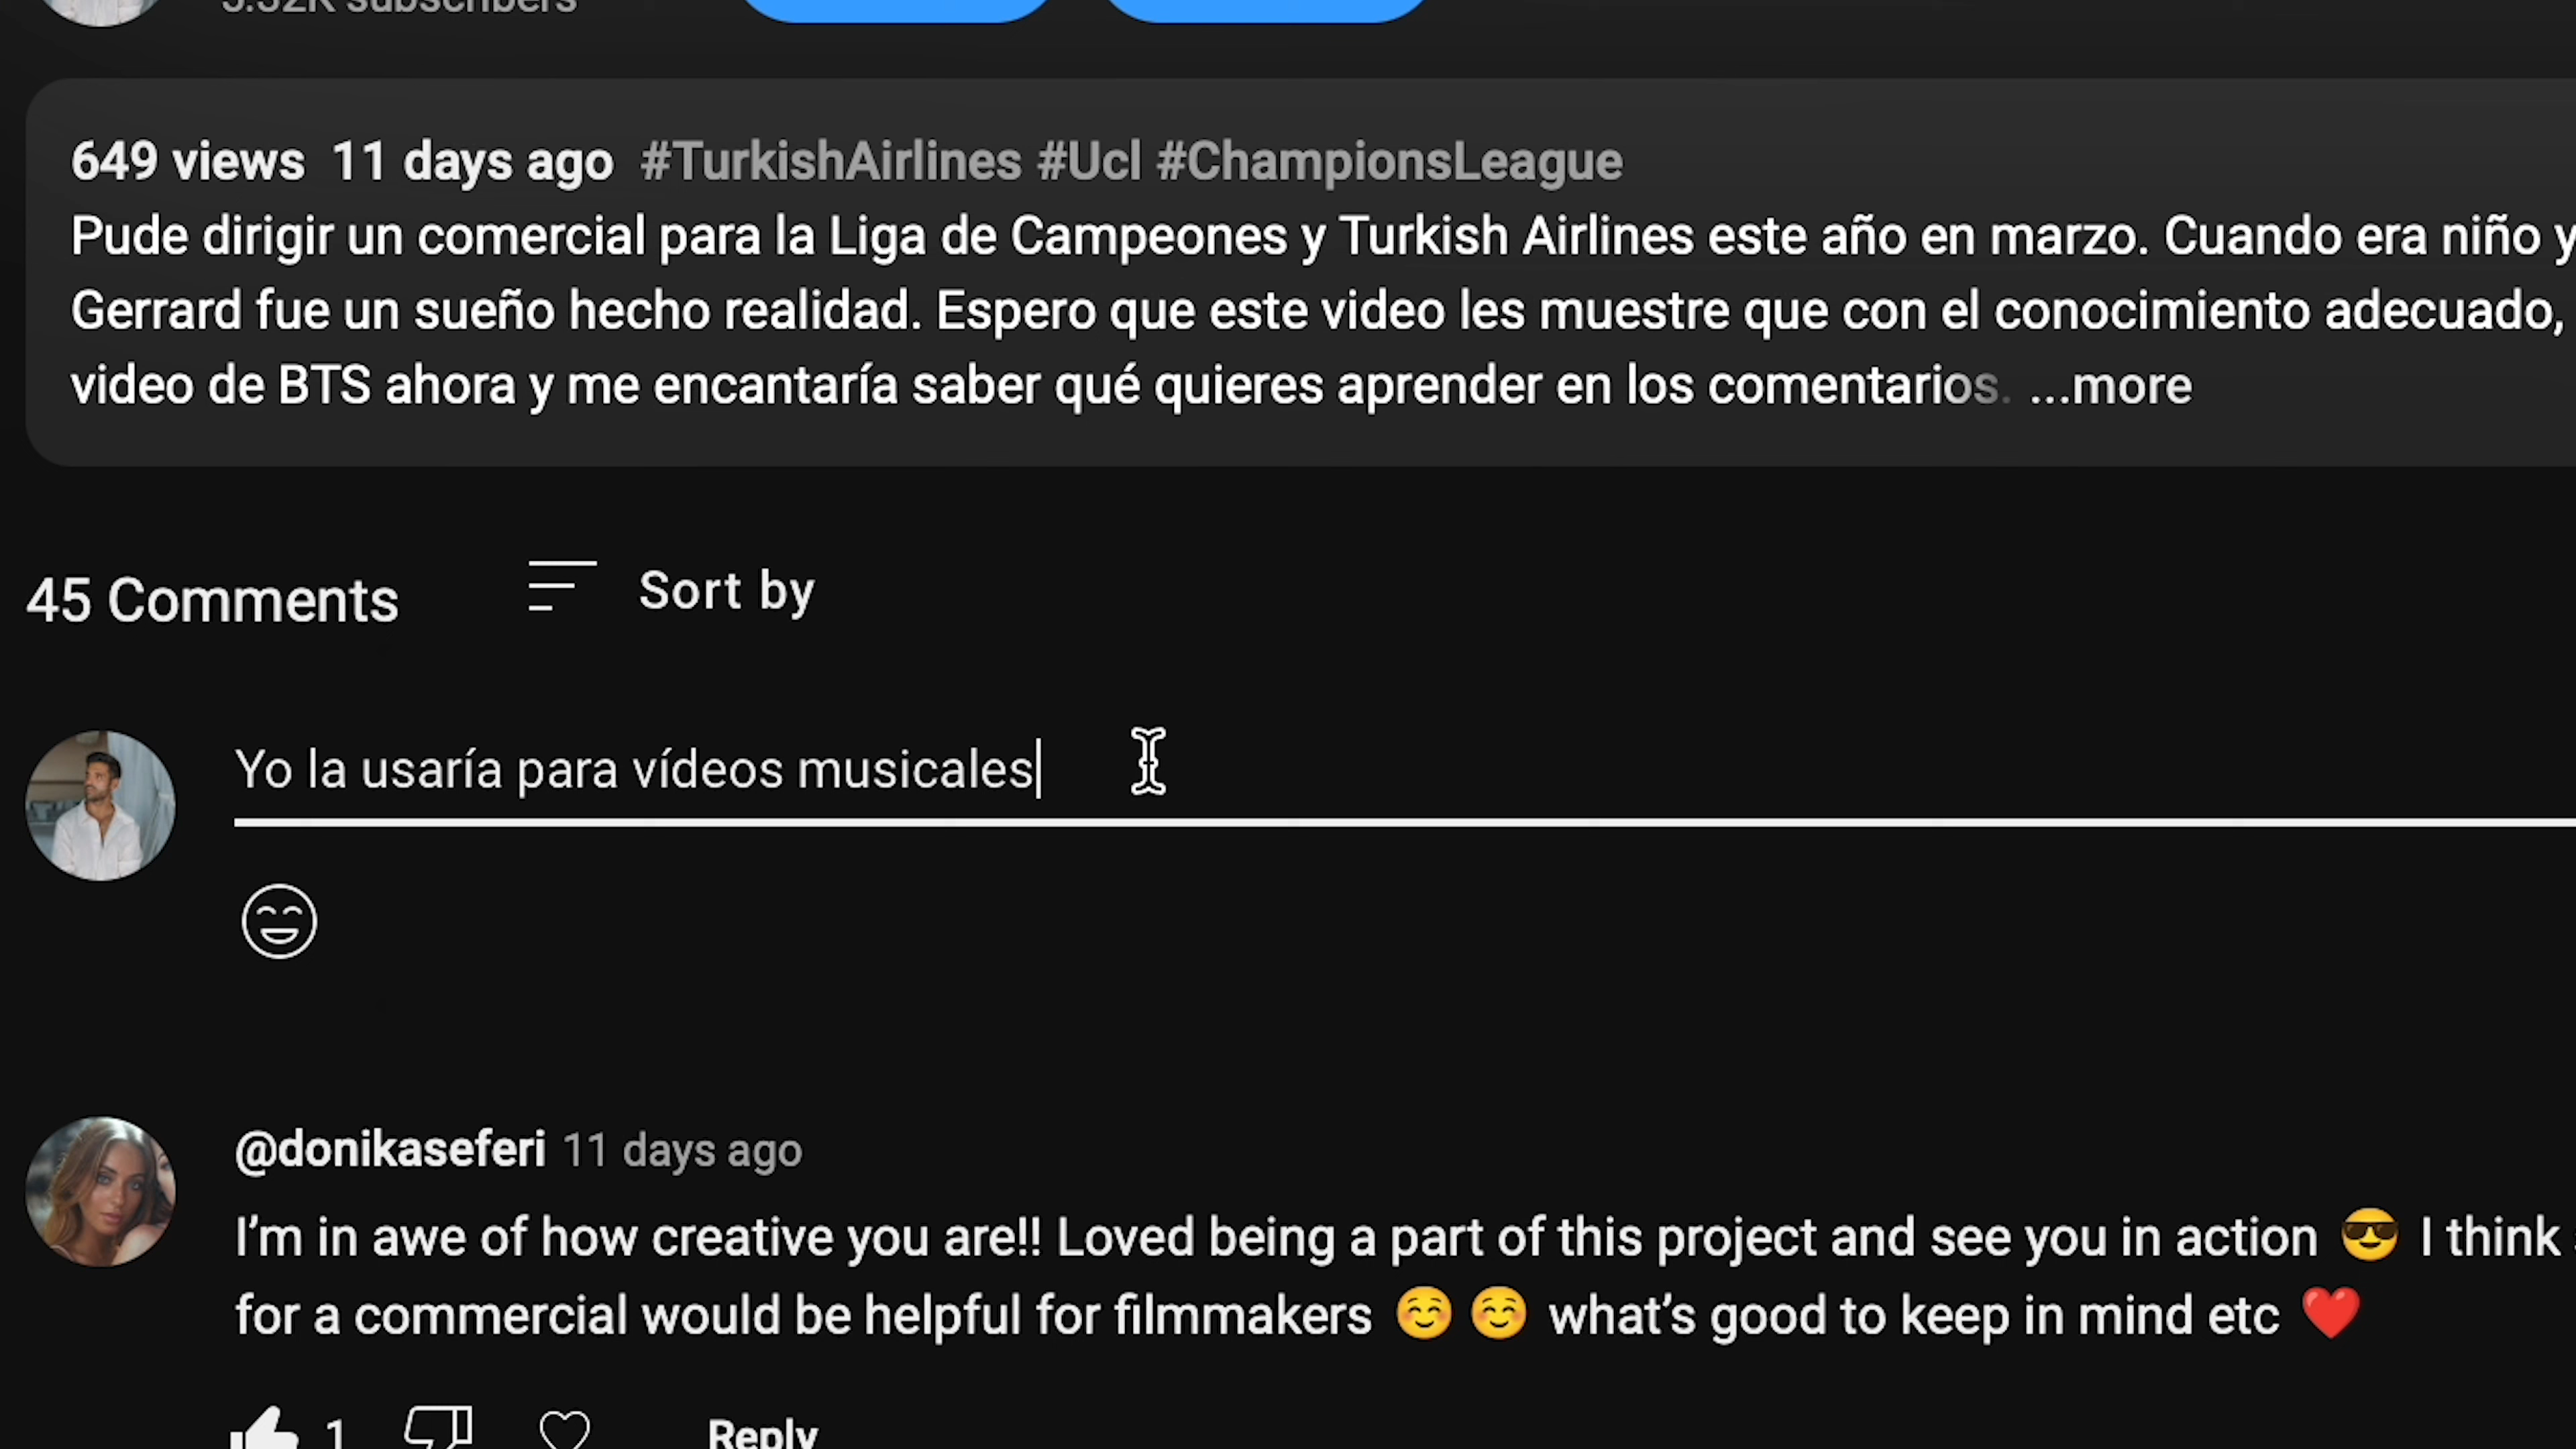 5.52K subscribers
649 views 11 days ago #TurkishAirlines #Ucl #ChampionsLeague
Pude dirigir un comercial para la Liga de Campeones y Turkish Airlines este año en marzo. Cuando era niño y
Gerrard fue un sueño hecho realidad. Espero que este video les muestre que con el conocimiento adecuado,
video de BTS ahora y me encantaría saber qué quieres aprender en los comentarios. ...more
45 Comments Sort by
Yo la usaría para vídeos musicales
@donikaseferi 11 days ago
I’m in awe of how creative you are!! Loved being a part of this project and see you in action 😎 I think
for a commercial would be helpful for filmmakers ☺️ ☺️ what’s good to keep in mind etc ❤️
1 Reply